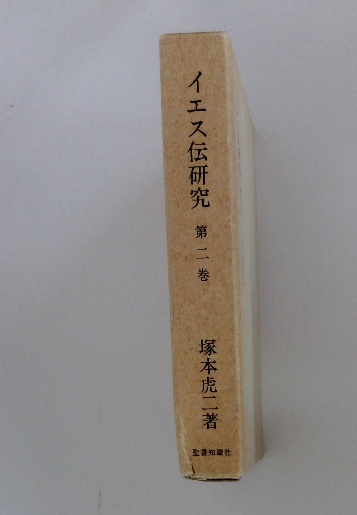 イエス伝研究
第二巻
塚本虎二著
聖書知識社